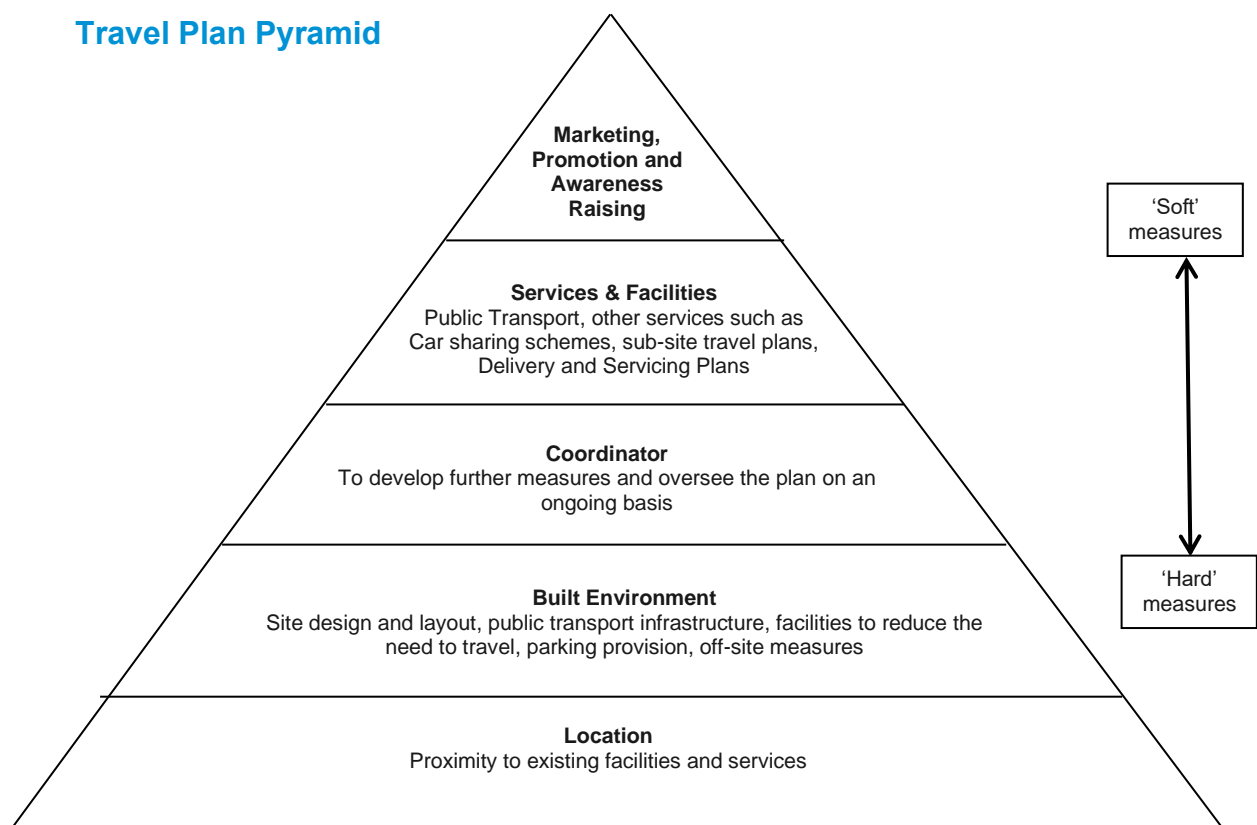 Travel Plan Pyramid
Marketing,
Promotion and
Awareness
Raising
‘Soft’
measures
Services & Facilities
Public Transport, other services such as
Car sharing schemes, sub-site travel plans,
Delivery and Servicing Plans
Coordinator
To develop further measures and oversee the plan on an
ongoing basis
‘Hard’
measures
Built Environment
Site design and layout, public transport infrastructure, facilities to reduce the
need to travel, parking provision, off-site measures
Location
Proximity to existing facilities and services